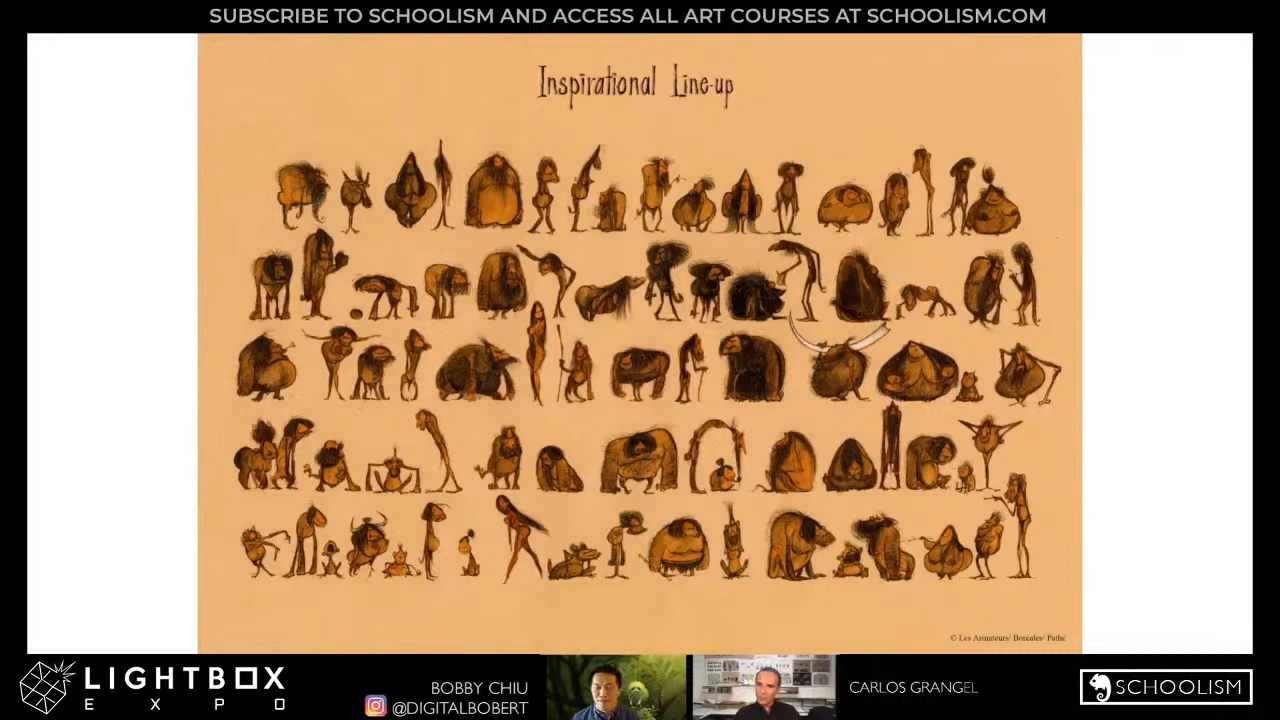 SUBSCRIBE TO SCHOOLISM AND ACCESS ALL ART COURSES AT SCHOOLISM.COM
Inspirational Line-up
© Les Armateurs/ Boréales/ Pathé
LIGHTBOX
EXPO
BOBBY CHIU
@DIGITALBOBERT
CARLOS GRANGEL
SCHOOLISM